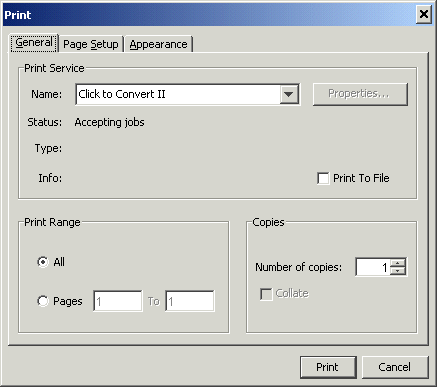 Print
General Page Setup Appearance
Print Service
Name: Click to Convert II Properties...
Status: Accepting jobs
Type:
Info: Print To File
Print Range Copies
All Number of copies: 1
Pages 1 To 1 Collate
Print Cancel